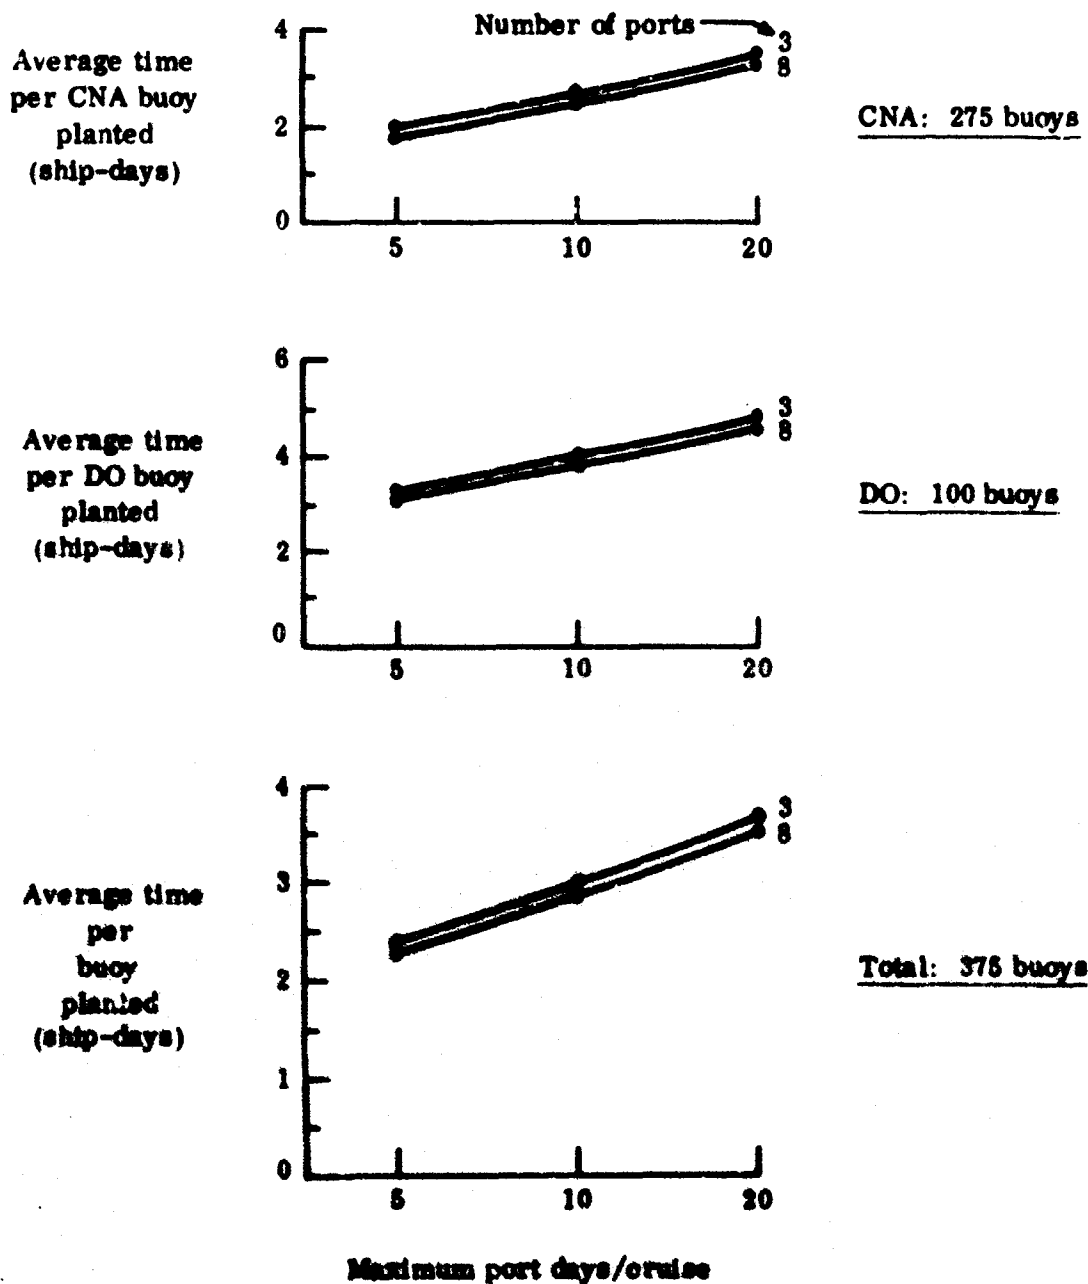 Number of ports
4
2
0
3
8
5
10
20
Average time
per CNA buoy
planted
(ship-days)
CNA: 275 buoys
6
4
2
0
3
8
5
10
20
Average time
per DO buoy
planted
(ship-days)
DO: 100 buoys
4
3
2
1
0
3
8
5
10
20
Average time
per
buoy
planted
(ship-days)
Total: 375 buoys
Maximum port days/cruise